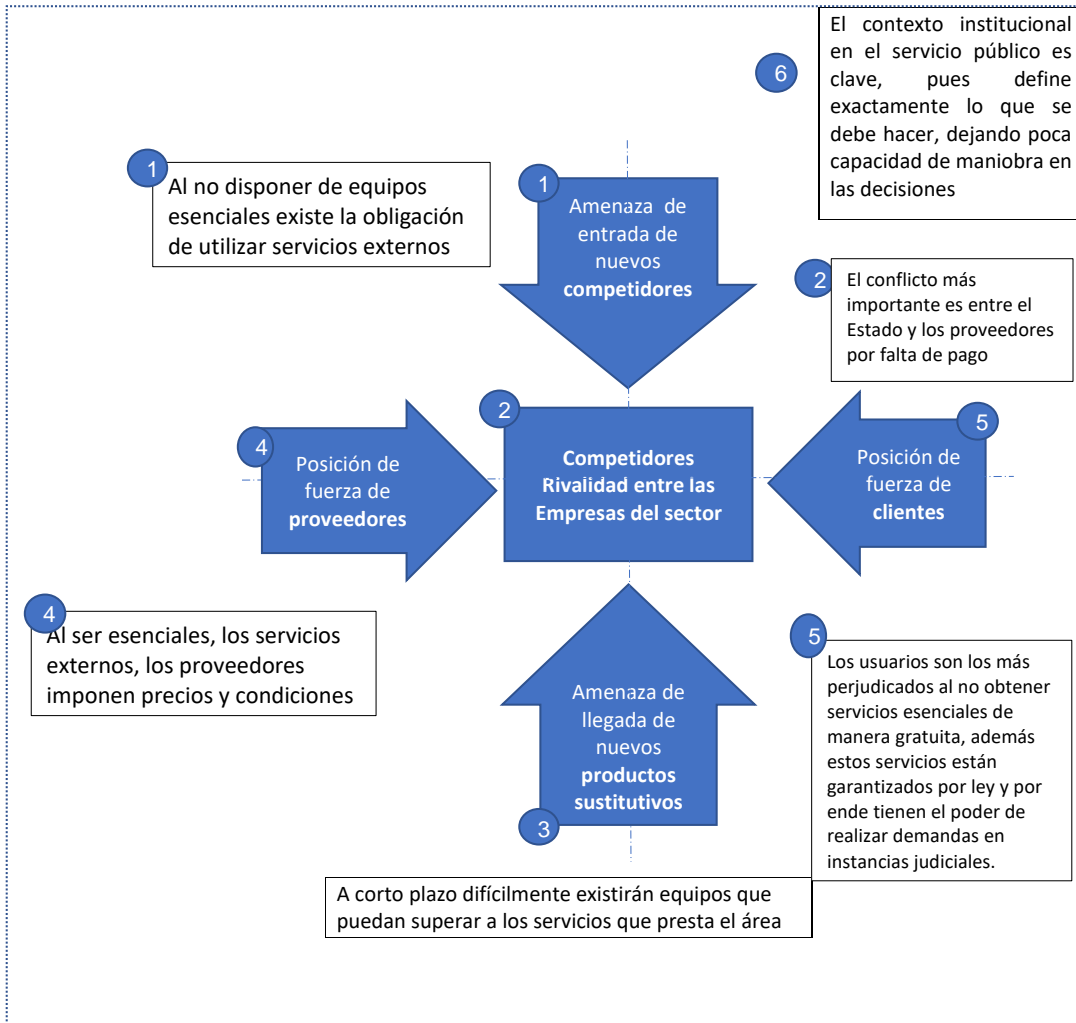 6
El contexto institucional
en el servicio público es
clave, pues define
exactamente lo que se
debe hacer, dejando poca
capacidad de maniobra en
las decisiones
1
Al no disponer de equipos
esenciales existe la obligación
de utilizar servicios externos
1
Amenaza de
entrada de
nuevos
competidores
2
El conflicto más
importante es entre el
Estado y los proveedores
por falta de pago
4
Posición de
fuerza de
proveedores
2
Competidores
Rivalidad entre las
Empresas del sector
5
Posición de
fuerza de
clientes
4
Al ser esenciales, los servicios
externos, los proveedores
imponen precios y condiciones
Amenaza de
llegada de
nuevos
productos
sustitutivos
3
5
Los usuarios son los más
perjudicados al no obtener
servicios esenciales de
manera gratuita, además
estos servicios están
garantizados por ley y por
ende tienen el poder de
realizar demandas en
instancias judiciales.
A corto plazo difícilmente existirán equipos que
puedan superar a los servicios que presta el área